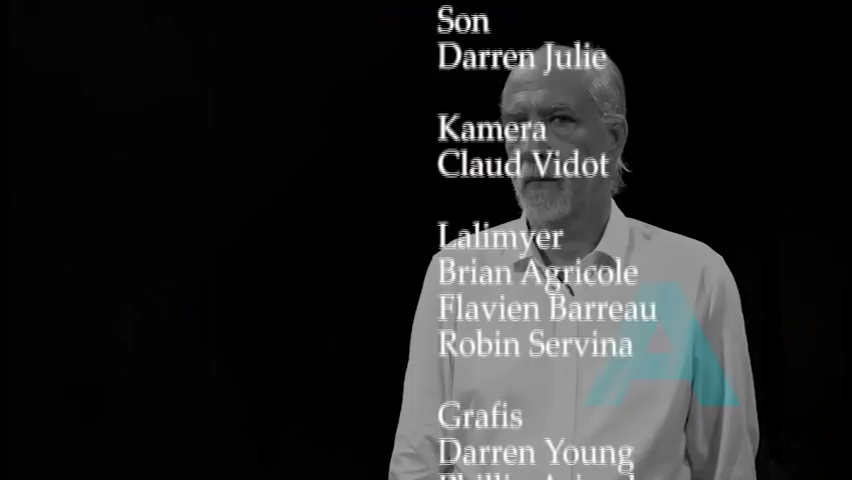 Son
Darren Julie
Kamera
Claud Vidot
Lalimyer
Brian Agricole
Flavien Barreau
Robin Servina
Grafis
Darren Young